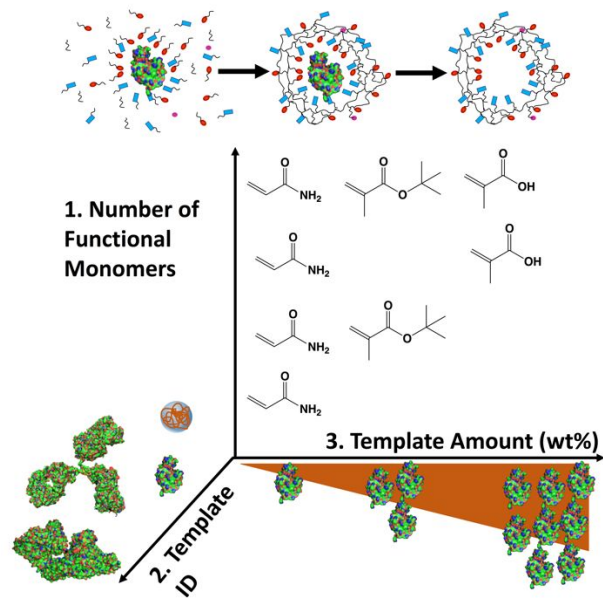 1. Number of
Functional
Monomers
O
NH2
O
O
O
OH
O
NH2
O
OH
O
NH2
O
O
O
NH2
3. Template Amount (wt%)
2. Template
ID